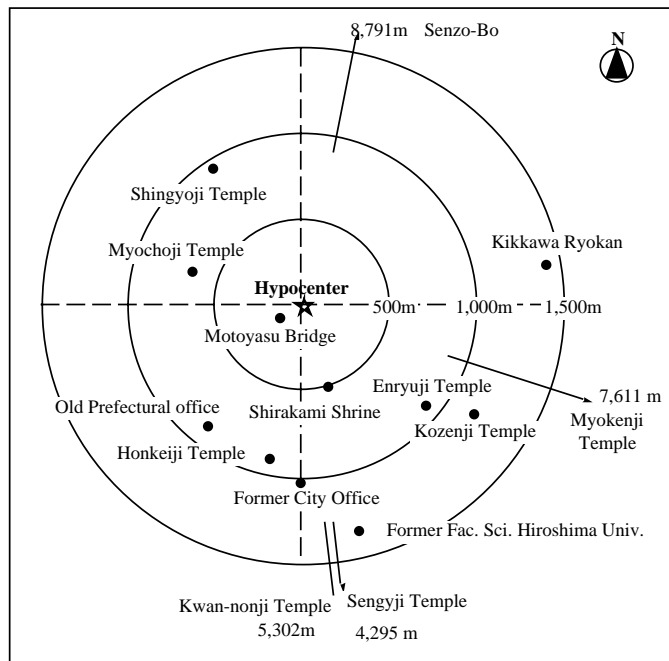 8,791m Senzo-Bo
N
Shingyoji Temple
Kikkawa Ryokan
Myochoji Temple
Hypocenter
500m 1,000m 1,500m
Motoyasu Bridge
Enryuji Temple
7,611 m
Myokenji
Temple
Old Prefectural office
Shirakami Shrine
Kozenji Temple
Honkeiji Temple
Former City Office
Former Fac. Sci. Hiroshima Univ.
Kwan-nonji Temple
5,302m
Sengyji Temple
4,295 m